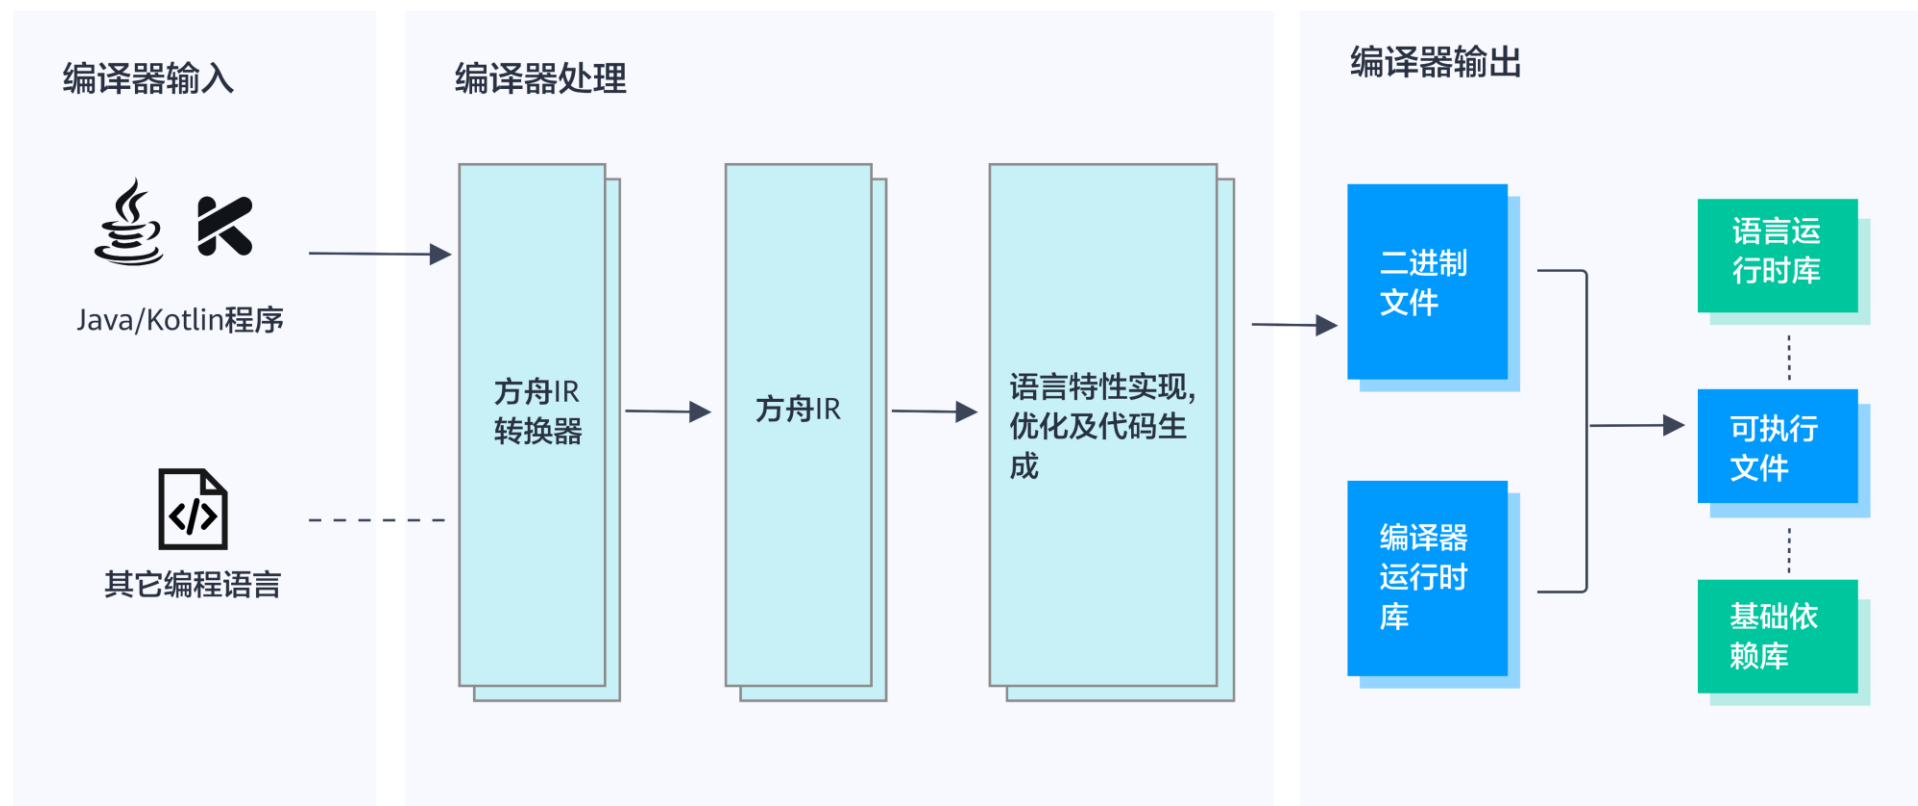 编译器输入
Java/Kotlin程序
其它编程语言
编译器处理
方舟IR
转换器
方舟IR
语言特性实现,
优化及代码生
成
编译器输出
二进制
文件
编译器
运行时
库
语言运
行时库
可执行
文件
基础依
赖库